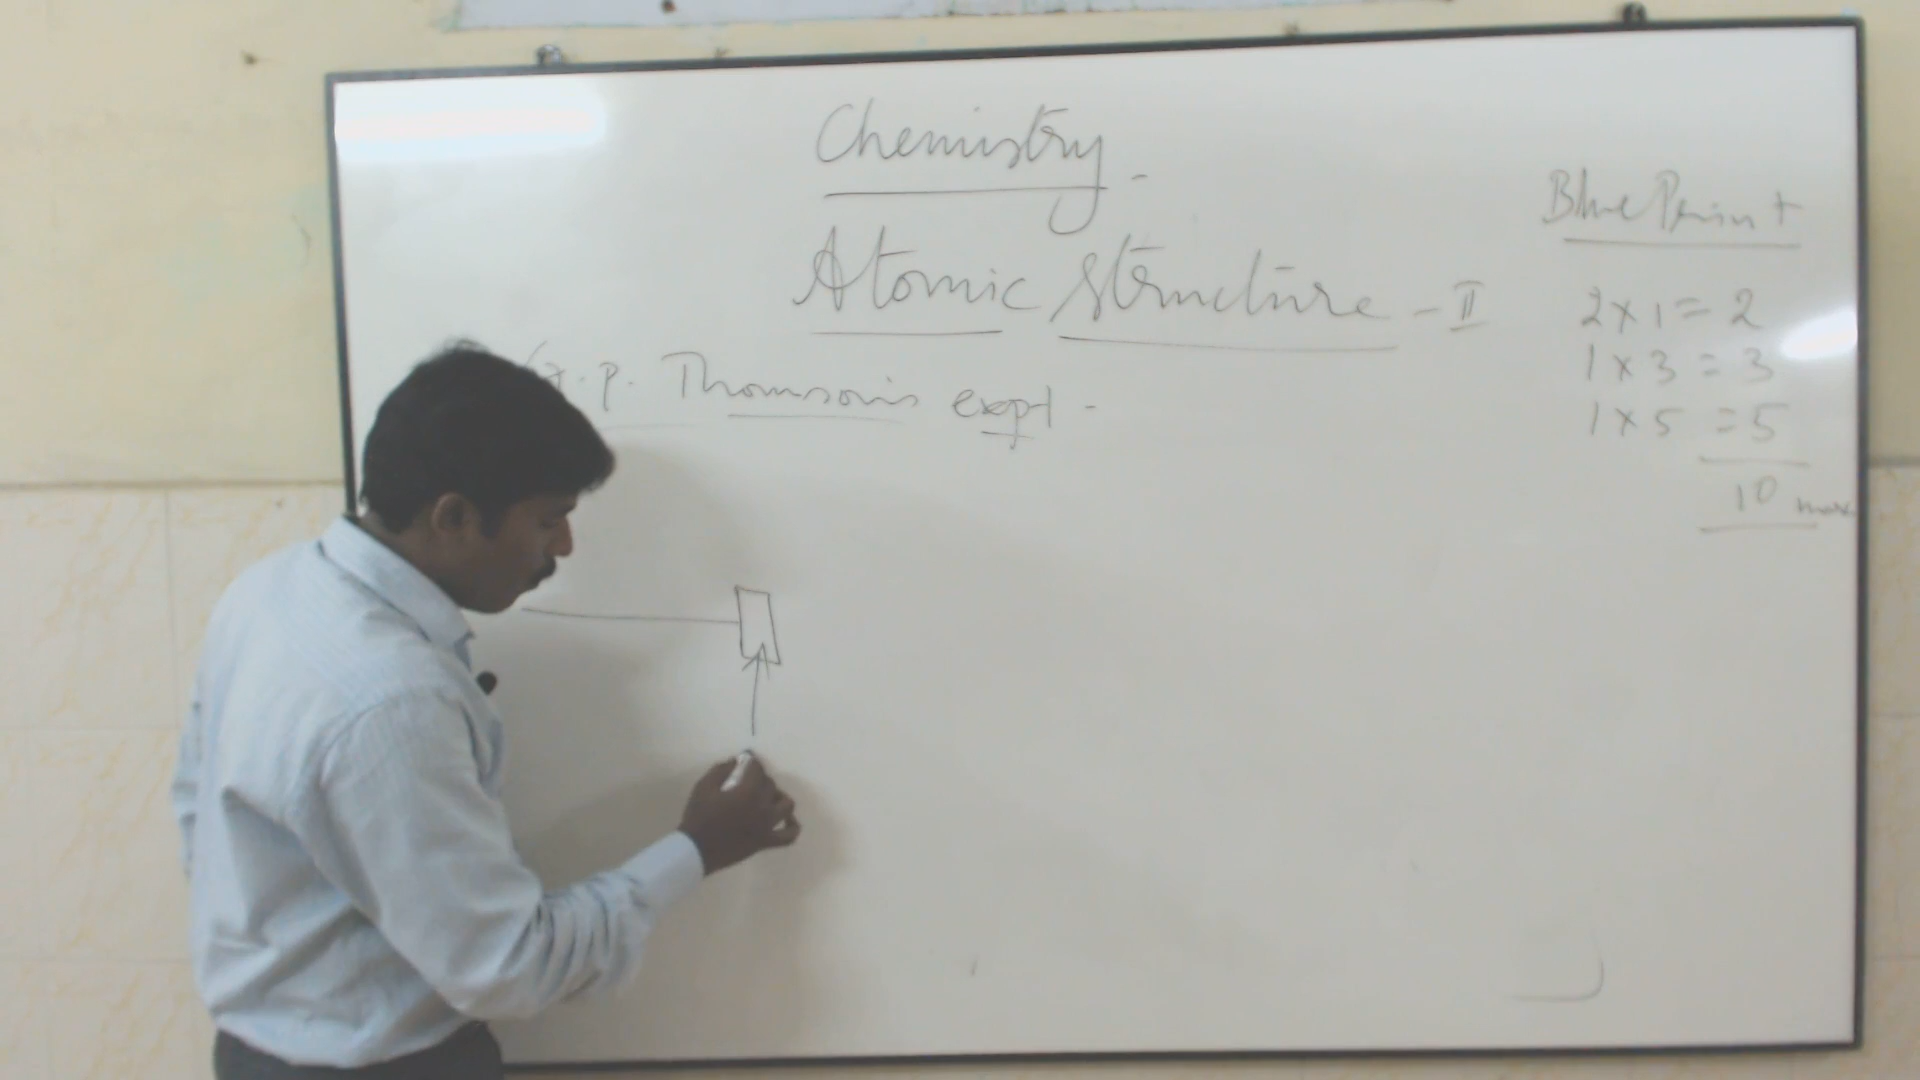 Chemistry.
Atomic Structure - II
G. P. Thomson's expt -
Blue Print
2 x 1 = 2
1 x 3 = 3
1 x 5 = 5
10